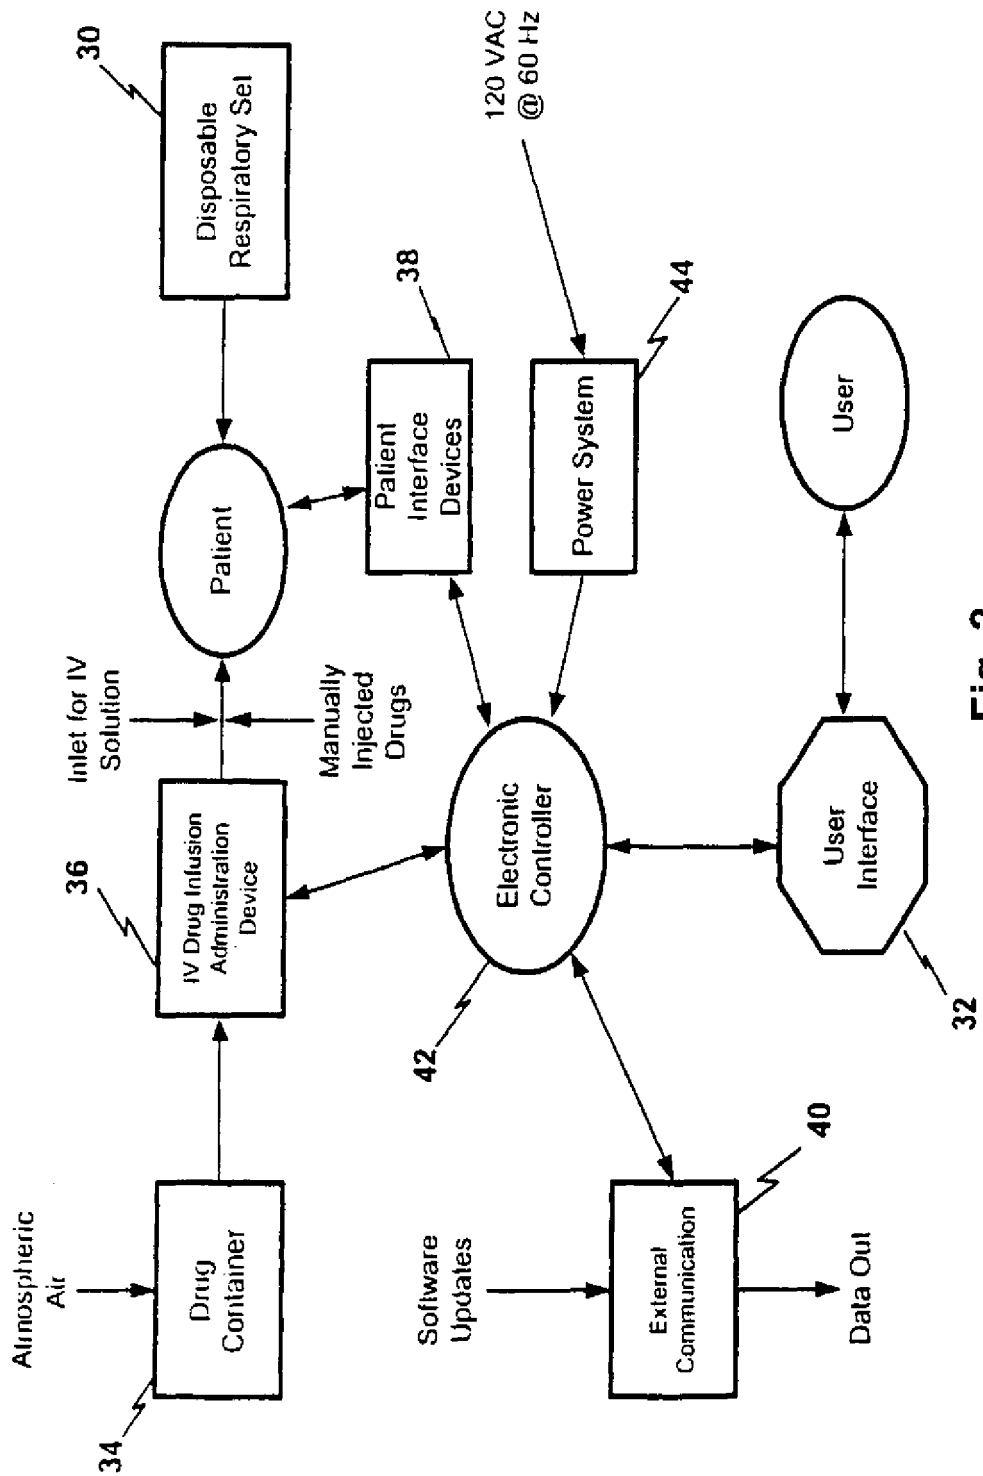 Atmospheric
Air
34
Drug
Container
36
IV Drug Infusion
Administration
Device
Inlet for IV
Solution
Manually
Injected
Drugs
Patient
30
Disposable
Respiratory Set
38
Patient
Interface
Devices
120 VAC
@ 60 Hz
44
Power System
42
Electronic
Controller
Software
Updates
External
Communication
40
Data Out
User
Interface
32
User